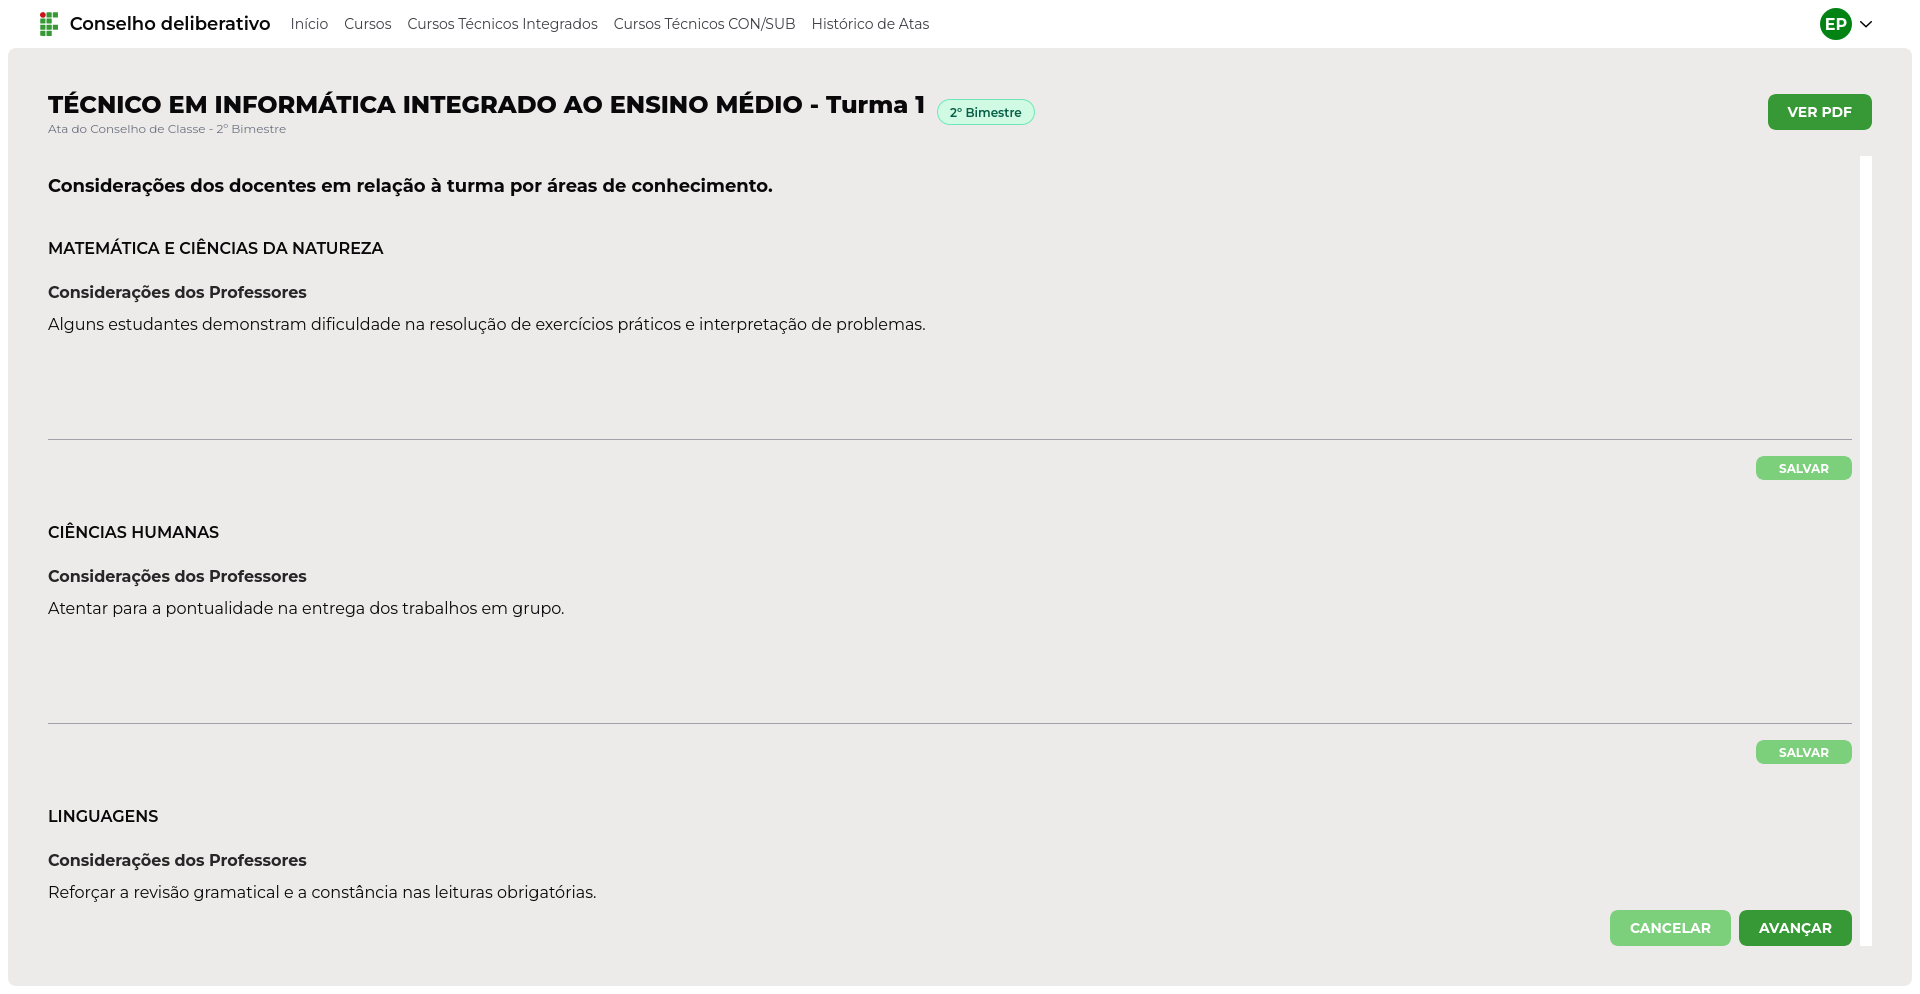 Conselho deliberativo Início Cursos Cursos Técnicos Integrados Cursos Técnicos CON/SUB Histórico de Atas EP
TÉCNICO EM INFORMÁTICA INTEGRADO AO ENSINO MÉDIO - Turma 1 2º Bimestre VER PDF
Ata do Conselho de Classe - 2º Bimestre
Considerações dos docentes em relação à turma por áreas de conhecimento.
MATEMÁTICA E CIÊNCIAS DA NATUREZA
Considerações dos Professores
Alguns estudantes demonstram dificuldade na resolução de exercícios práticos e interpretação de problemas.
SALVAR
CIÊNCIAS HUMANAS
Considerações dos Professores
Atentar para a pontualidade na entrega dos trabalhos em grupo.
SALVAR
LINGUAGENS
Considerações dos Professores
Reforçar a revisão gramatical e a constância nas leituras obrigatórias.
CANCELAR AVANÇAR